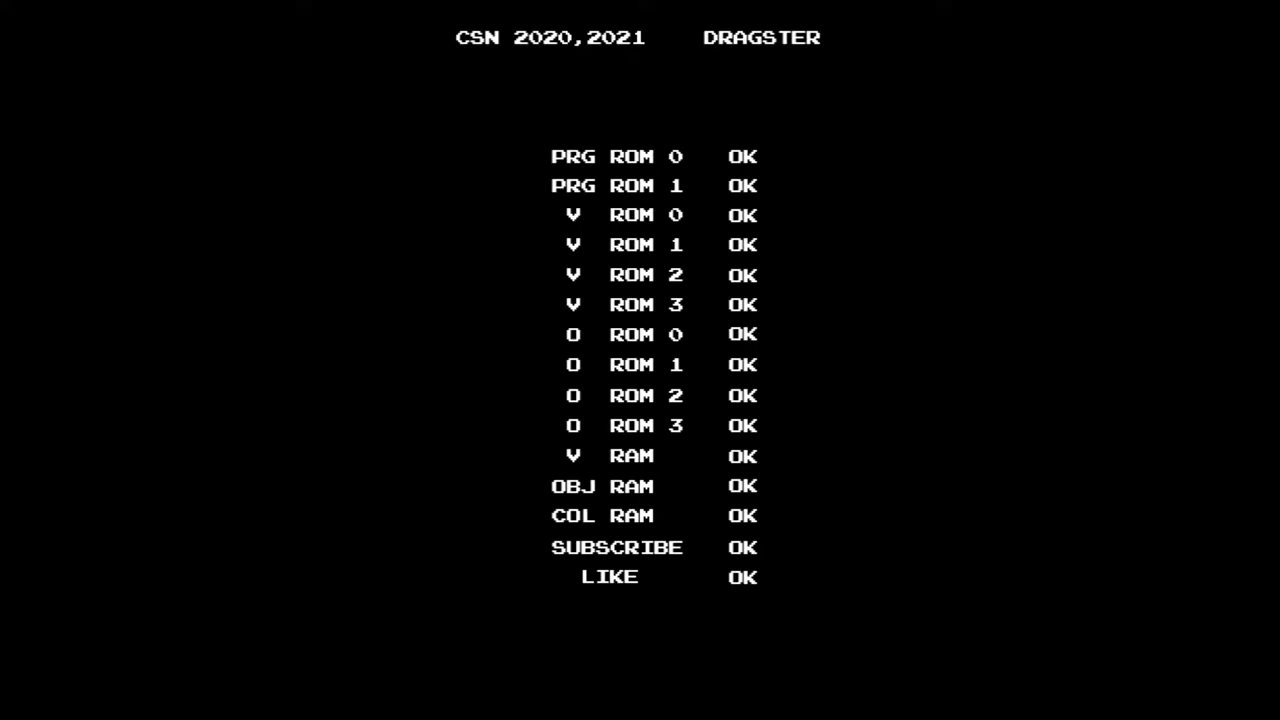 CSN 2020,2021 DRAGSTER
PRG ROM 0 OK
PRG ROM 1 OK
V ROM 0 OK
V ROM 1 OK
V ROM 2 OK
V ROM 3 OK
O ROM 0 OK
O ROM 1 OK
O ROM 2 OK
O ROM 3 OK
V RAM OK
OBJ RAM OK
COL RAM OK
SUBSCRIBE OK
LIKE OK